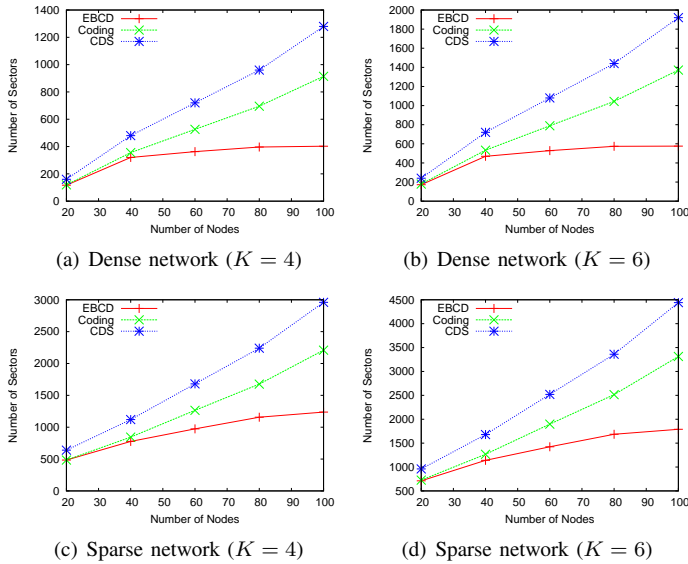 1400
1200
1000
800
600
400
200
0
Number of Sectors
EBCD
Coding
CDS
20 30 40 50 60 70 80 90 100
Number of Nodes
(a) Dense network (K = 4)
2000
1800
1600
1400
1200
1000
800
600
400
200
0
Number of Sectors
EBCD
Coding
CDS
20 30 40 50 60 70 80 90 100
Number of Nodes
(b) Dense network (K = 6)
3000
2500
2000
1500
1000
500
0
Number of Sectors
EBCD
Coding
CDS
20 30 40 50 60 70 80 90 100
Number of Nodes
(c) Sparse network (K = 4)
4500
4000
3500
3000
2500
2000
1500
1000
500
Number of Sectors
EBCD
Coding
CDS
20 30 40 50 60 70 80 90 100
Number of Nodes
(d) Sparse network (K = 6)